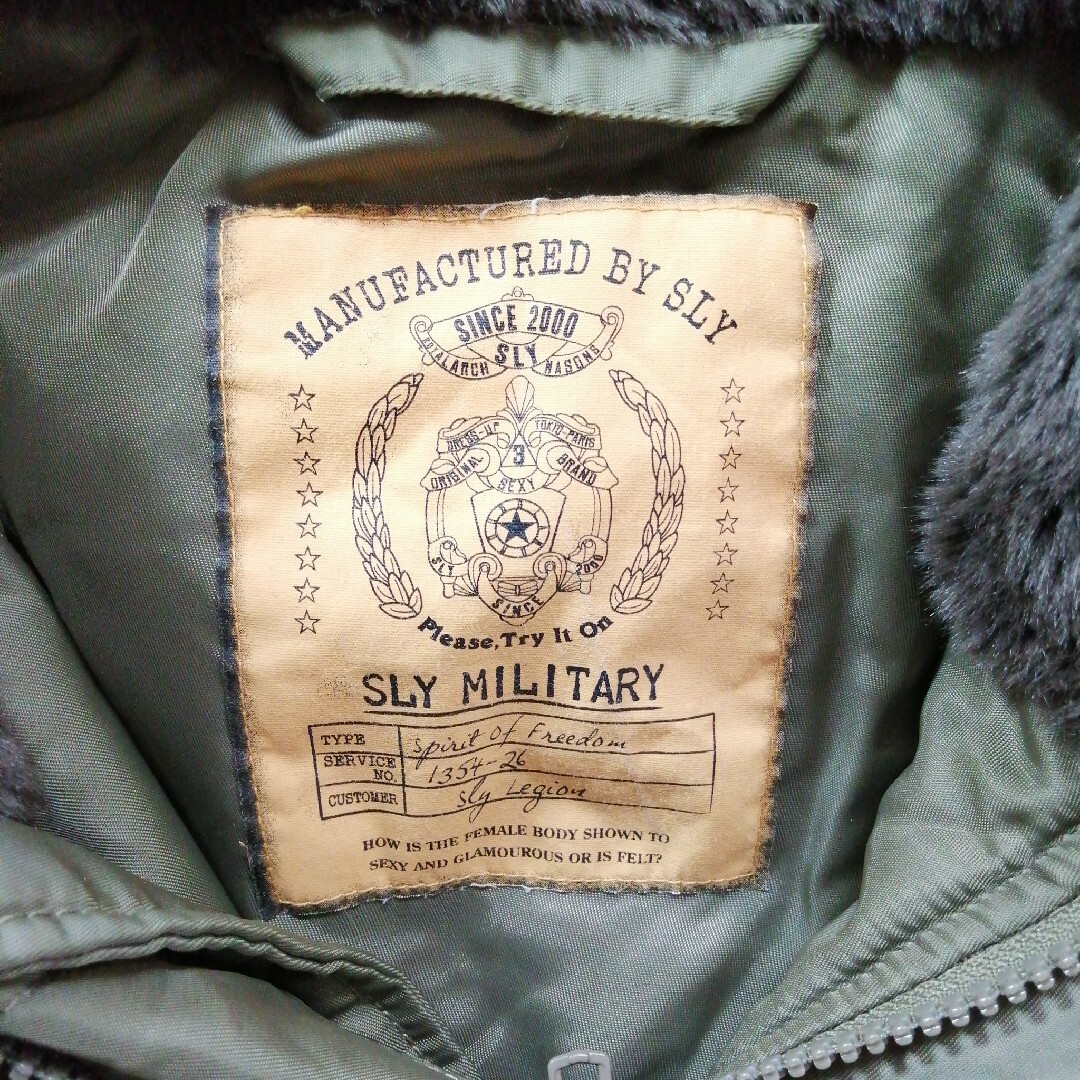 MANUFACTURED BY SLY
SINCE 2000
SLY
NASONS
DRESS-UP
TOKYO PARIS
3
ORIGINAL
BRAND
SEXY
SLY
2000
SINCE
Please, Try It On
SLY MILITARY
TYPE Spirit of Freedom
SERVICE NO. 1354-26
CUSTOMER Sly Legion
HOW IS THE FEMALE BODY SHOWN TO
SEXY AND GLAMOUROUS OR IS FELT?